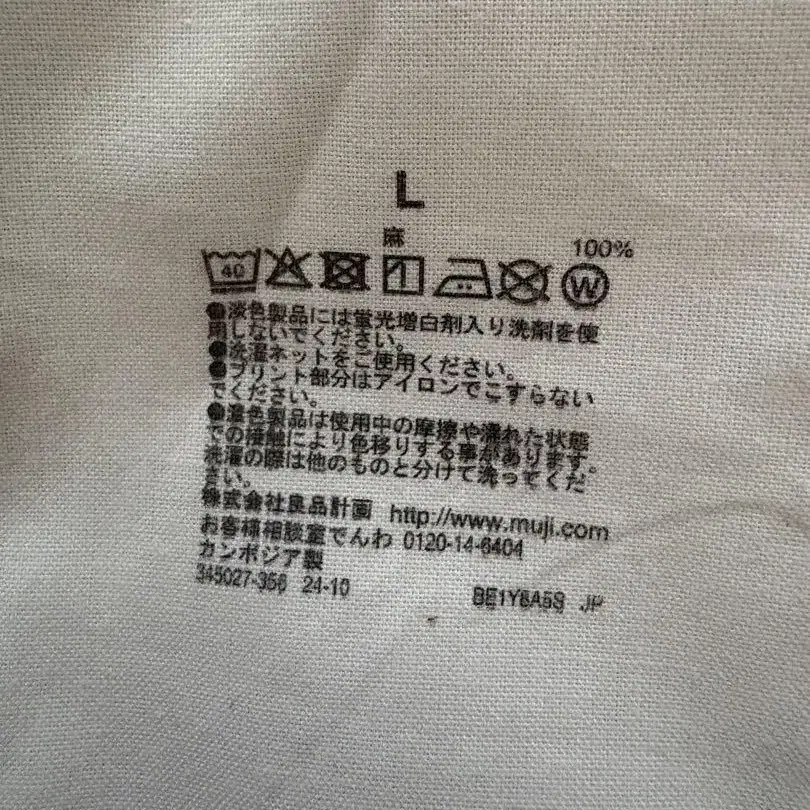 L
麻 100%
40
W
●淡色製品には蛍光増白剤入り洗剤を使
用しないでください。
●洗濯ネットをご使用ください。
●プリント部分はアイロンでこすらない
でください。
●濃色製品は使用中の摩擦や濡れた状態
での接触により色移りする事があります。
洗濯の際は他のものと分けて洗ってくだ
さい。
株式会社良品計画 http://www.muji.com
お客様相談室でんわ 0120-14-6404
カンボジア製
345027-356 24-10 BE1Y6A5S JP